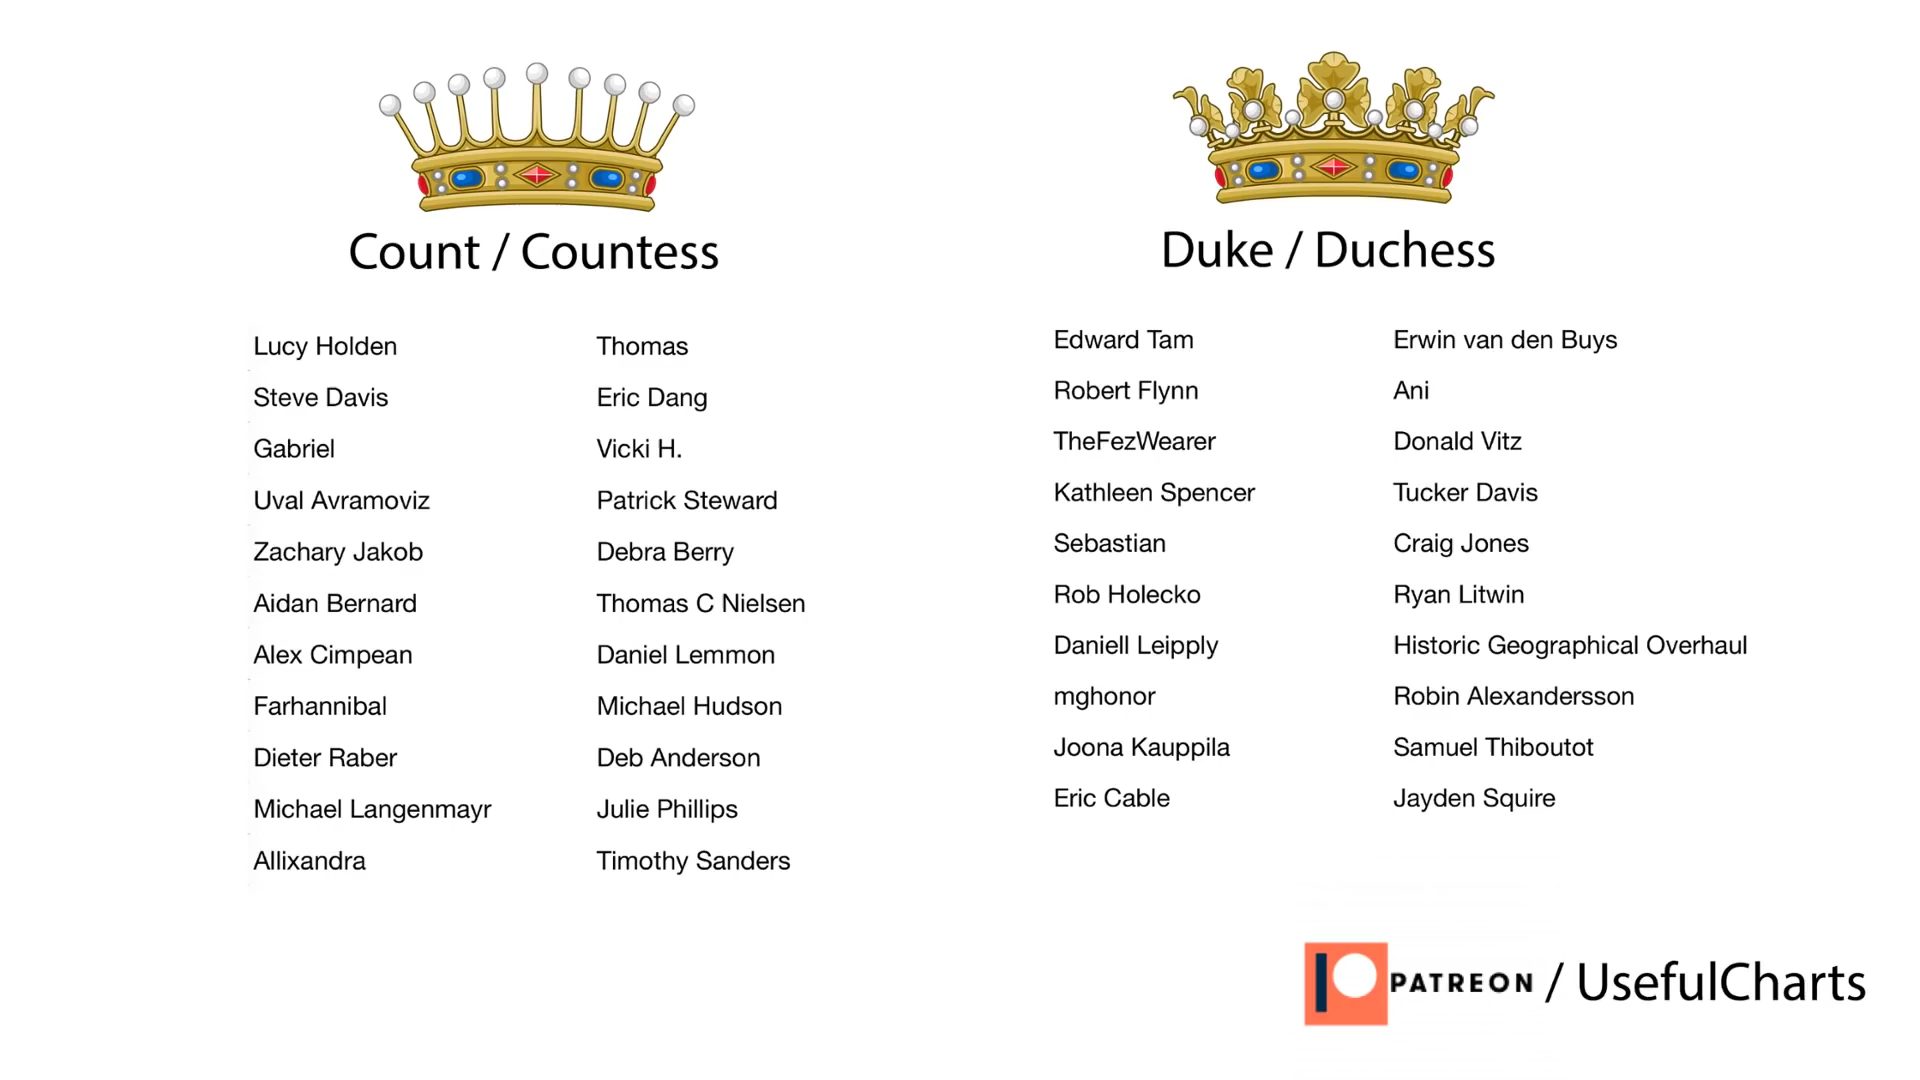 Count / Countess
Lucy Holden
Steve Davis
Gabriel
Uval Avramoviz
Zachary Jakob
Aidan Bernard
Alex Cimpean
Farhannibal
Dieter Raber
Michael Langenmayr
Allixandra
Thomas
Eric Dang
Vicki H.
Patrick Steward
Debra Berry
Thomas C Nielsen
Daniel Lemmon
Michael Hudson
Deb Anderson
Julie Phillips
Timothy Sanders
Duke / Duchess
Edward Tam
Robert Flynn
TheFezWearer
Kathleen Spencer
Sebastian
Rob Holecko
Daniell Leipply
mghonor
Joona Kauppila
Eric Cable
Erwin van den Buys
Ani
Donald Vitz
Tucker Davis
Craig Jones
Ryan Litwin
Historic Geographical Overhaul
Robin Alexandersson
Samuel Thiboutot
Jayden Squire
PATREON / UsefulCharts